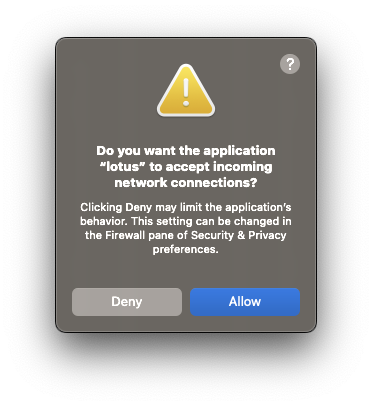 ?
!
Do you want the application
“lotus” to accept incoming
network connections?
Clicking Deny may limit the application’s
behavior. This setting can be changed in
the Firewall pane of Security & Privacy
preferences.
Deny
Allow